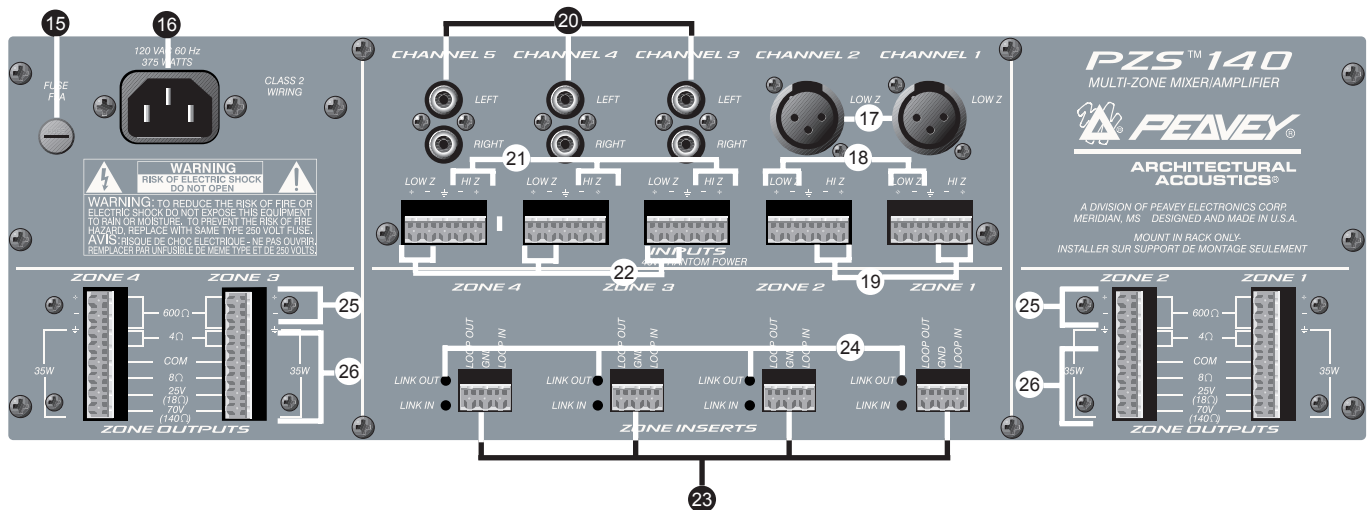 15
16
20
120 VAC 60 Hz
375 WATTS
FUSE
CLASS 2
WIRING
CHANNEL 5
CHANNEL 4
CHANNEL 3
CHANNEL 2
CHANNEL 1
LEFT
LEFT
LEFT
RIGHT
RIGHT
RIGHT
LOW Z
17
LOW Z
21
18
LOW Z
HI Z
LOW Z
HI Z
LOW Z
HI Z
LOW Z
HI Z
LOW Z
HI Z
INPUTS
PHANTOM POWER
22
19
WARNING
RISK OF ELECTRIC SHOCK
DO NOT OPEN
WARNING: TO REDUCE THE RISK OF FIRE OR
ELECTRIC SHOCK DO NOT EXPOSE THIS EQUIPMENT
TO RAIN OR MOISTURE. TO PREVENT THE RISK OF FIRE
HAZARD, REPLACE WITH SAME TYPE 250 VOLT FUSE.
AVIS: RISQUE DE CHOC ELECTRIQUE - NE PAS OUVRIR.
REMPLACER PAR UNFUSIBLE DE MEME TYPE ET DE 250 VOLTS.
PZS™ 140
MULTI-ZONE MIXER/AMPLIFIER
PEAVEY®
ARCHITECTURAL
ACOUSTICS®
A DIVISION OF PEAVEY ELECTRONICS CORP.
MERIDIAN, MS DESIGNED AND MADE IN U.S.A.
MOUNT IN RACK ONLY-
INSTALLER SUR SUPPORT DE MONTAGE SEULEMENT
ZONE 4
ZONE 3
+
-
600Ω
4Ω
COM
8Ω
25V
(18Ω)
70V
(140Ω)
+
-
35W
35W
25
26
ZONE OUTPUTS
ZONE 4
ZONE 3
ZONE 2
ZONE 1
24
LOOP OUT
GND
LOOP IN
LOOP OUT
GND
LOOP IN
LOOP OUT
GND
LOOP IN
LOOP OUT
GND
LOOP IN
LINK OUT
LINK OUT
LINK OUT
LINK OUT
LINK IN
LINK IN
LINK IN
LINK IN
ZONE INSERTS
23
ZONE 2
ZONE 1
25
26
+
-
600Ω
4Ω
COM
8Ω
25V
(18Ω)
70V
(140Ω)
+
-
35W
35W
ZONE OUTPUTS